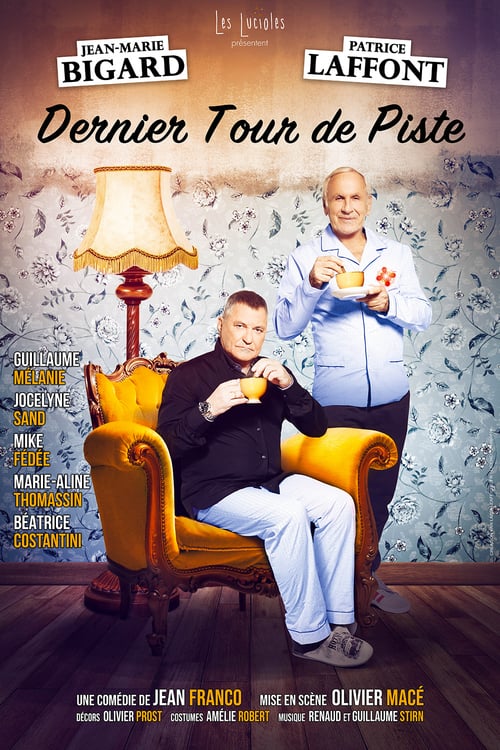 Les Lucioles
présentent
JEAN-MARIE
BIGARD
PATRICE
LAFFONT
Dernier Tour de Piste
GUILLAUME
MÉLANIE
JOCELYNE
SAND
MIKE
FÉDÉE
MARIE-ALINE
THOMASSIN
BÉATRICE
COSTANTINI
UNE COMÉDIE DE JEAN FRANCO MISE EN SCÈNE OLIVIER MACÉ
DÉCORS OLIVIER PROST COSTUMES AMÉLIE ROBERT MUSIQUE RENAUD ET GUILLAUME STIRN